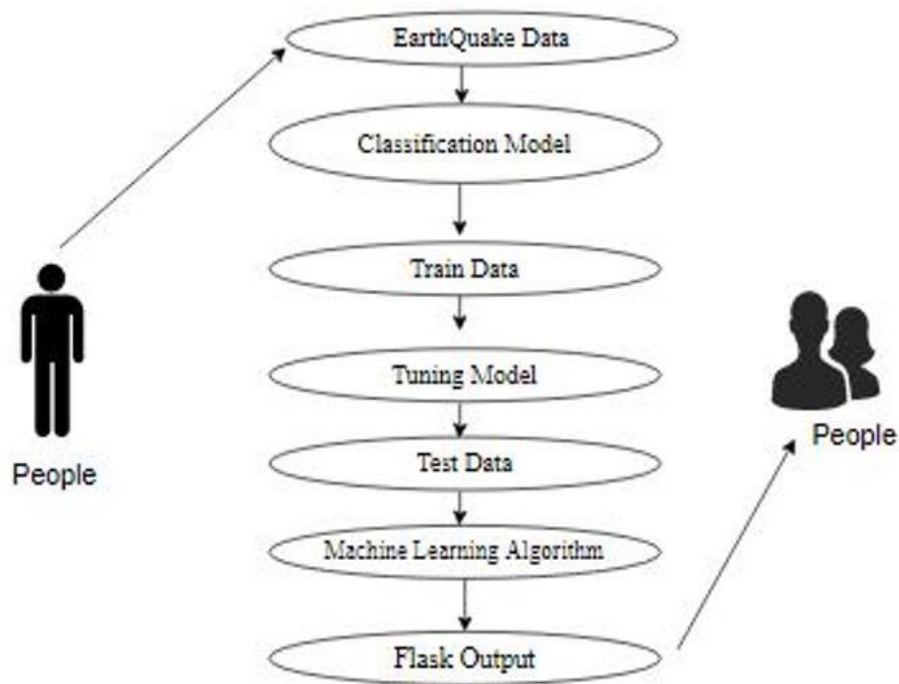 EarthQuake Data
Classification Model
Train Data
Tuning Model
People
Test Data
People
Machine Learning Algorithm
Flask Output